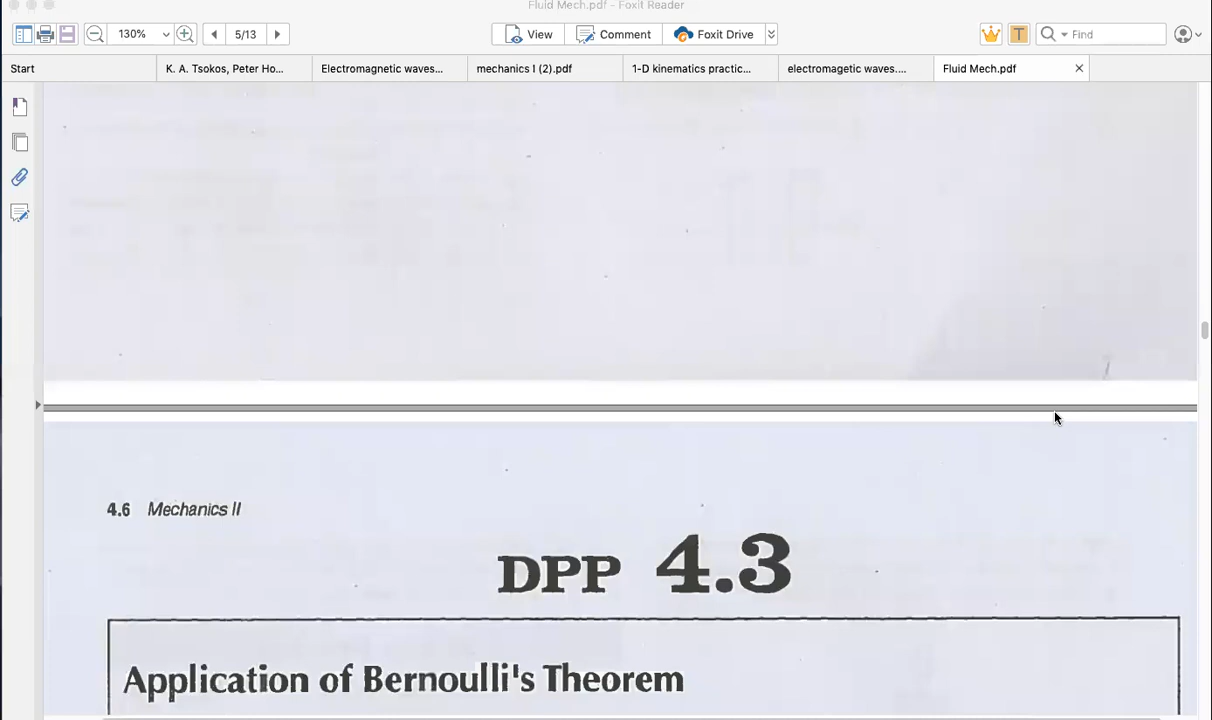 Fluid Mech.pdf - Foxit Reader
130% 5/13 View Comment Foxit Drive Find
Start K. A. Tsokos, Peter Ho... Electromagnetic waves... mechanics I (2).pdf 1-D kinematics practic... electromagetic waves.... Fluid Mech.pdf
4.6 Mechanics II
DPP 4.3
Application of Bernoulli's Theorem